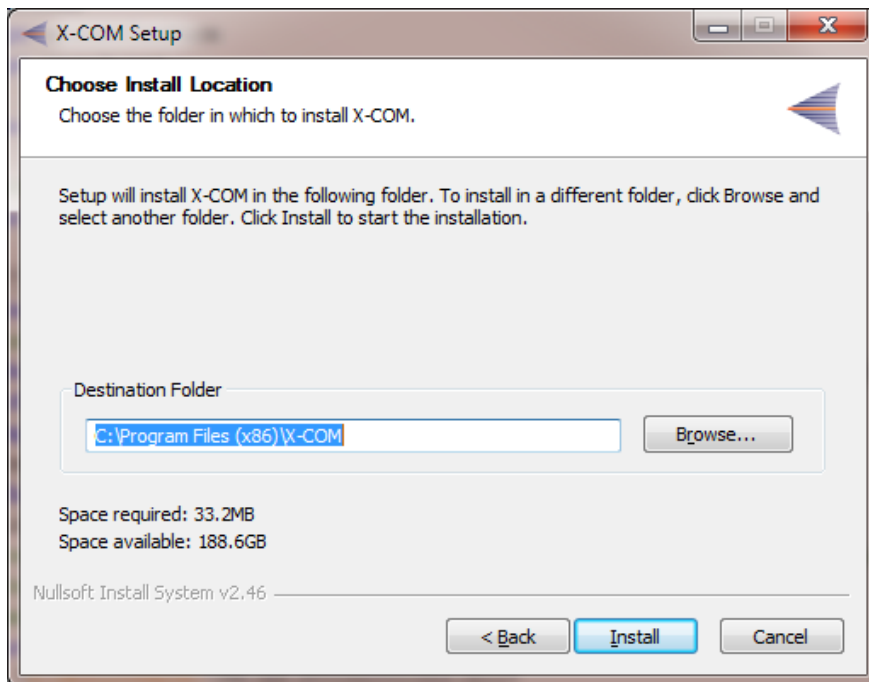 X-COM Setup
Choose Install Location
Choose the folder in which to install X-COM.
Setup will install X-COM in the following folder. To install in a different folder, click Browse and
select another folder. Click Install to start the installation.
Destination Folder
C:\Program Files (x86)\X-COM
Browse...
Space required: 33.2MB
Space available: 188.6GB
Nullsoft Install System v2.46
< Back
Install
Cancel